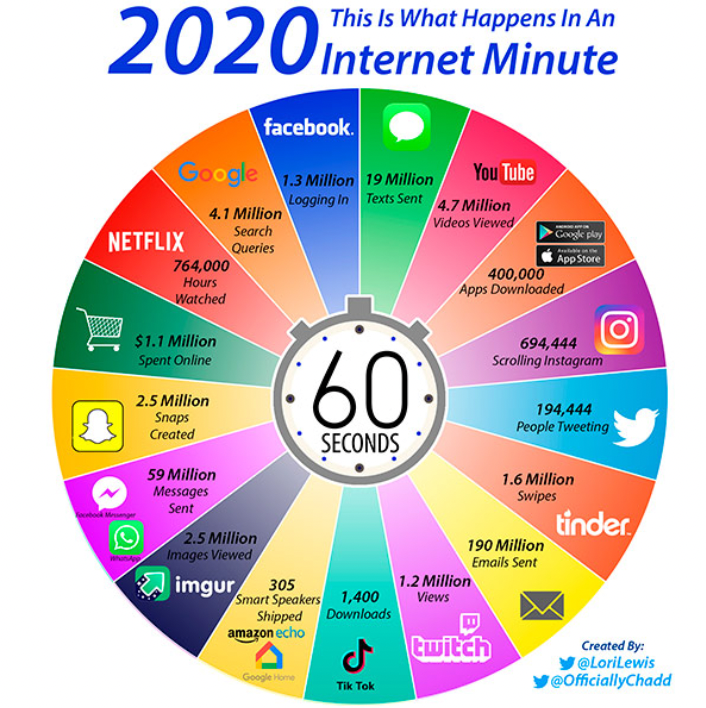 2020 This Is What Happens In An
Internet Minute
facebook.
1.3 Million
Logging In
19 Million
Texts Sent
YouTube
4.7 Million
Videos Viewed
ANDROID APP ON
Google play
Available on the
App Store
400,000
Apps Downloaded
694,444
Scrolling Instagram
194,444
People Tweeting
1.6 Million
Swipes
tinder
190 Million
Emails Sent
1.2 Million
Views
twitch
1,400
Downloads
Tik Tok
305
Smart Speakers
Shipped
amazon echo
Google Home
2.5 Million
Images Viewed
imgur
59 Million
Messages
Sent
Facebook Messenger
WhatsApp
2.5 Million
Snaps
Created
$1.1 Million
Spent Online
NETFLIX
764,000
Hours
Watched
Google
4.1 Million
Search
Queries
60
SECONDS
Created By:
@LoriLewis
@OfficiallyChadd